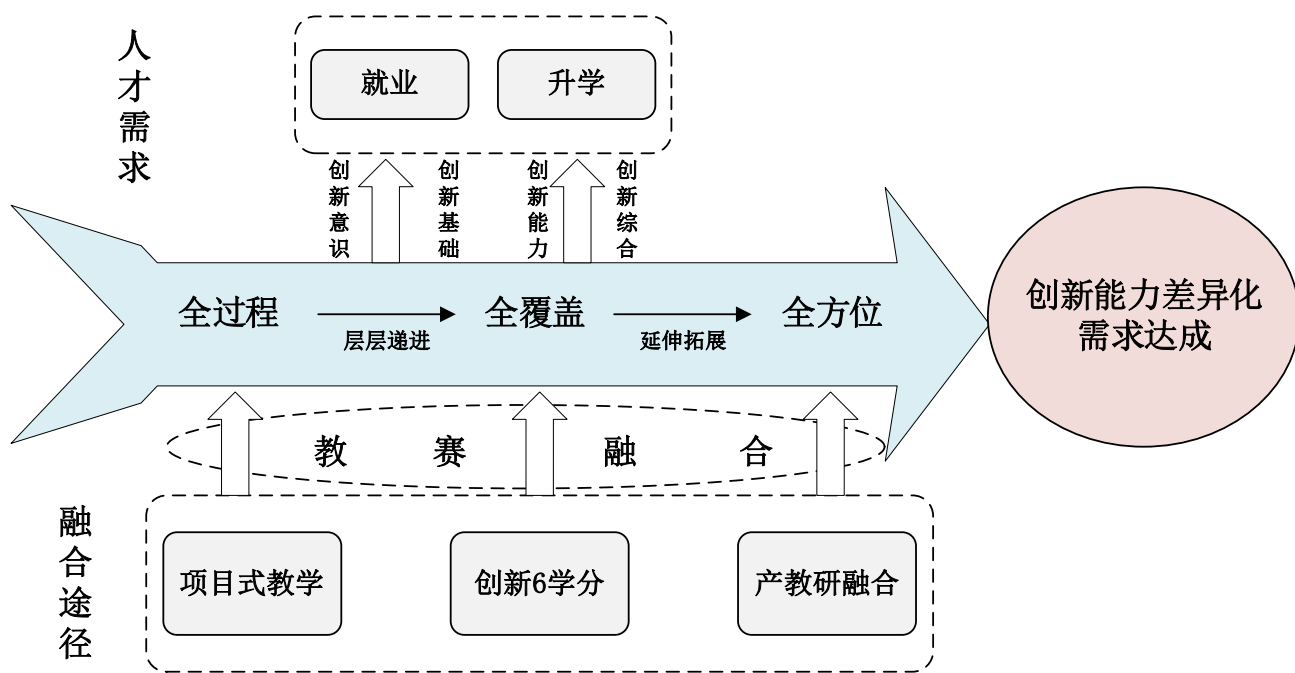 人才需求
就业
升学
创新意识
创新基础
创新能力
创新综合
全过程
层层递进
全覆盖
延伸拓展
全方位
创新能力差异化
需求达成
教赛融合
融合途径
项目式教学
创新6学分
产教研融合